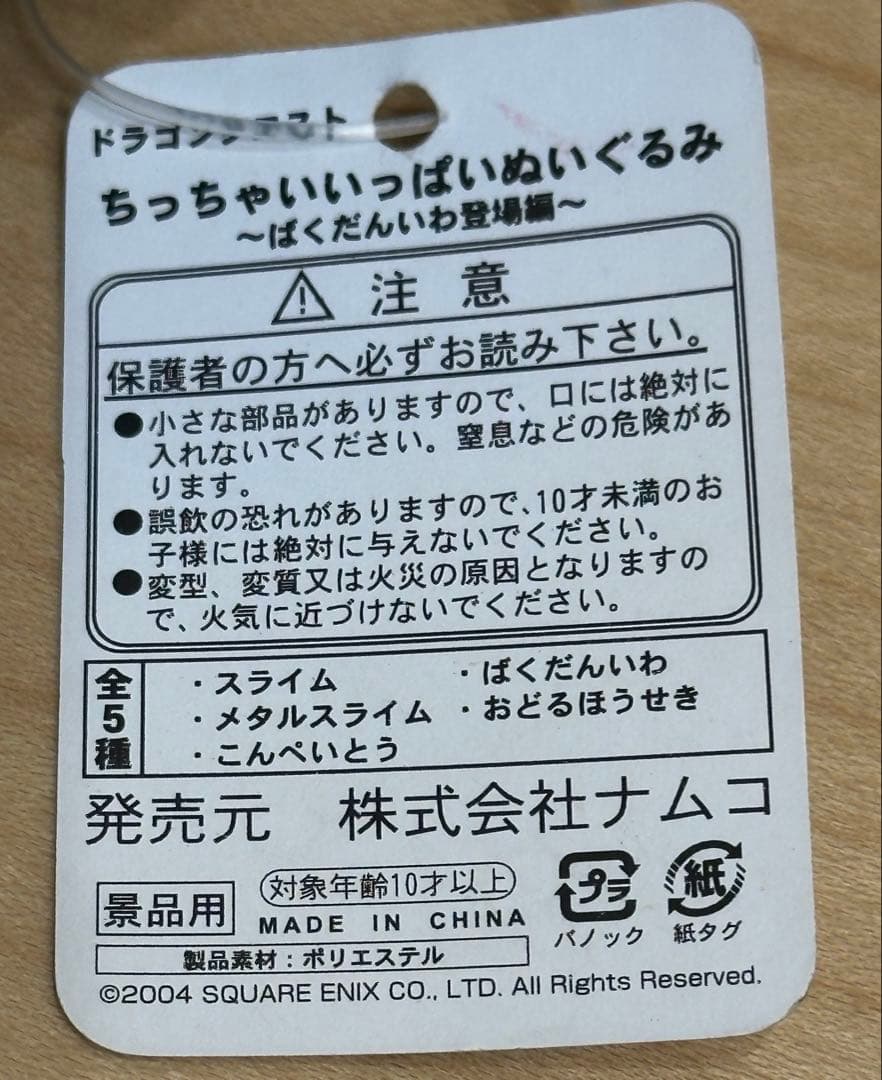 ドラゴンクエスト
ちっちゃいいっぱいぬいぐるみ
～ばくだんいわ登場編～
注意
保護者の方へ必ずお読み下さい。
●小さな部品がありますので、口には絶対に
入れないでください。窒息などの危険があ
ります。
●誤飲の恐れがありますので、10才未満のお
子様には絶対に与えないでください。
●変型、変質又は火災の原因となりますの
で、火気に近づけないでください。
全5種
・スライム ・ばくだんいわ
・メタルスライム ・おどるほうせき
・こんぺいとう
発売元 株式会社ナムコ
景品用
対象年齢10才以上
MADE IN CHINA
プラ
パノック
紙
紙タグ
製品素材：ポリエステル
©2004 SQUARE ENIX CO., LTD. All Rights Reserved.